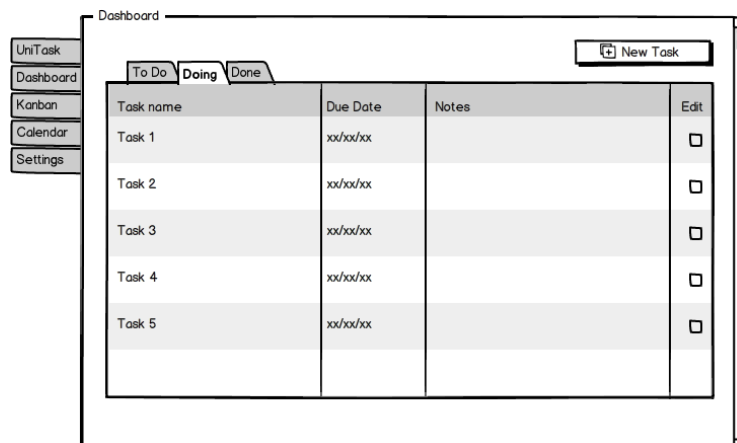 Dashboard
UniTask
Dashboard
Kanban
Calendar
Settings
New Task
To Do Doing Done
Task name Due Date Notes Edit
Task 1 xx/xx/xx
Task 2 xx/xx/xx
Task 3 xx/xx/xx
Task 4 xx/xx/xx
Task 5 xx/xx/xx